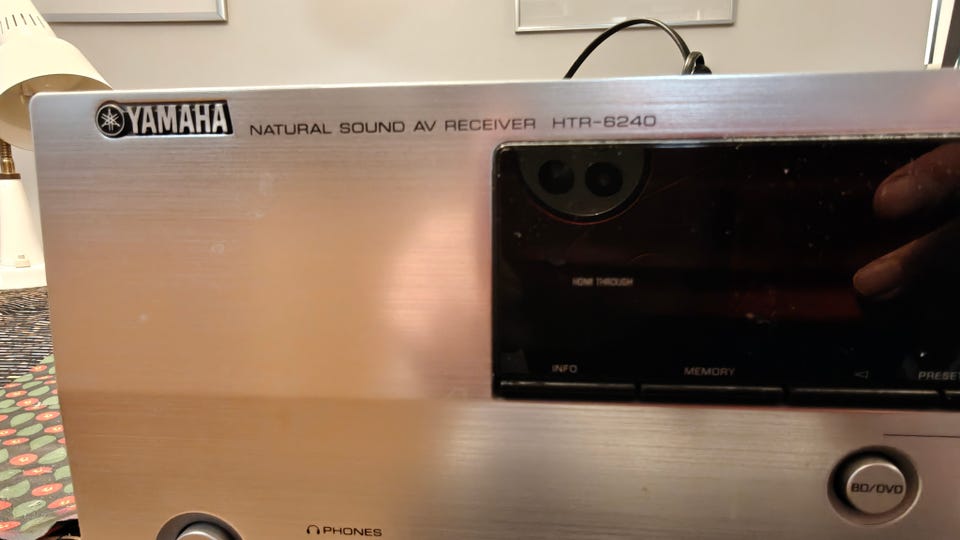 YAMAHA NATURAL SOUND AV RECEIVER HTR-6240
HDMI THROUGH
INFO MEMORY PRESET
BD/DVD
PHONES